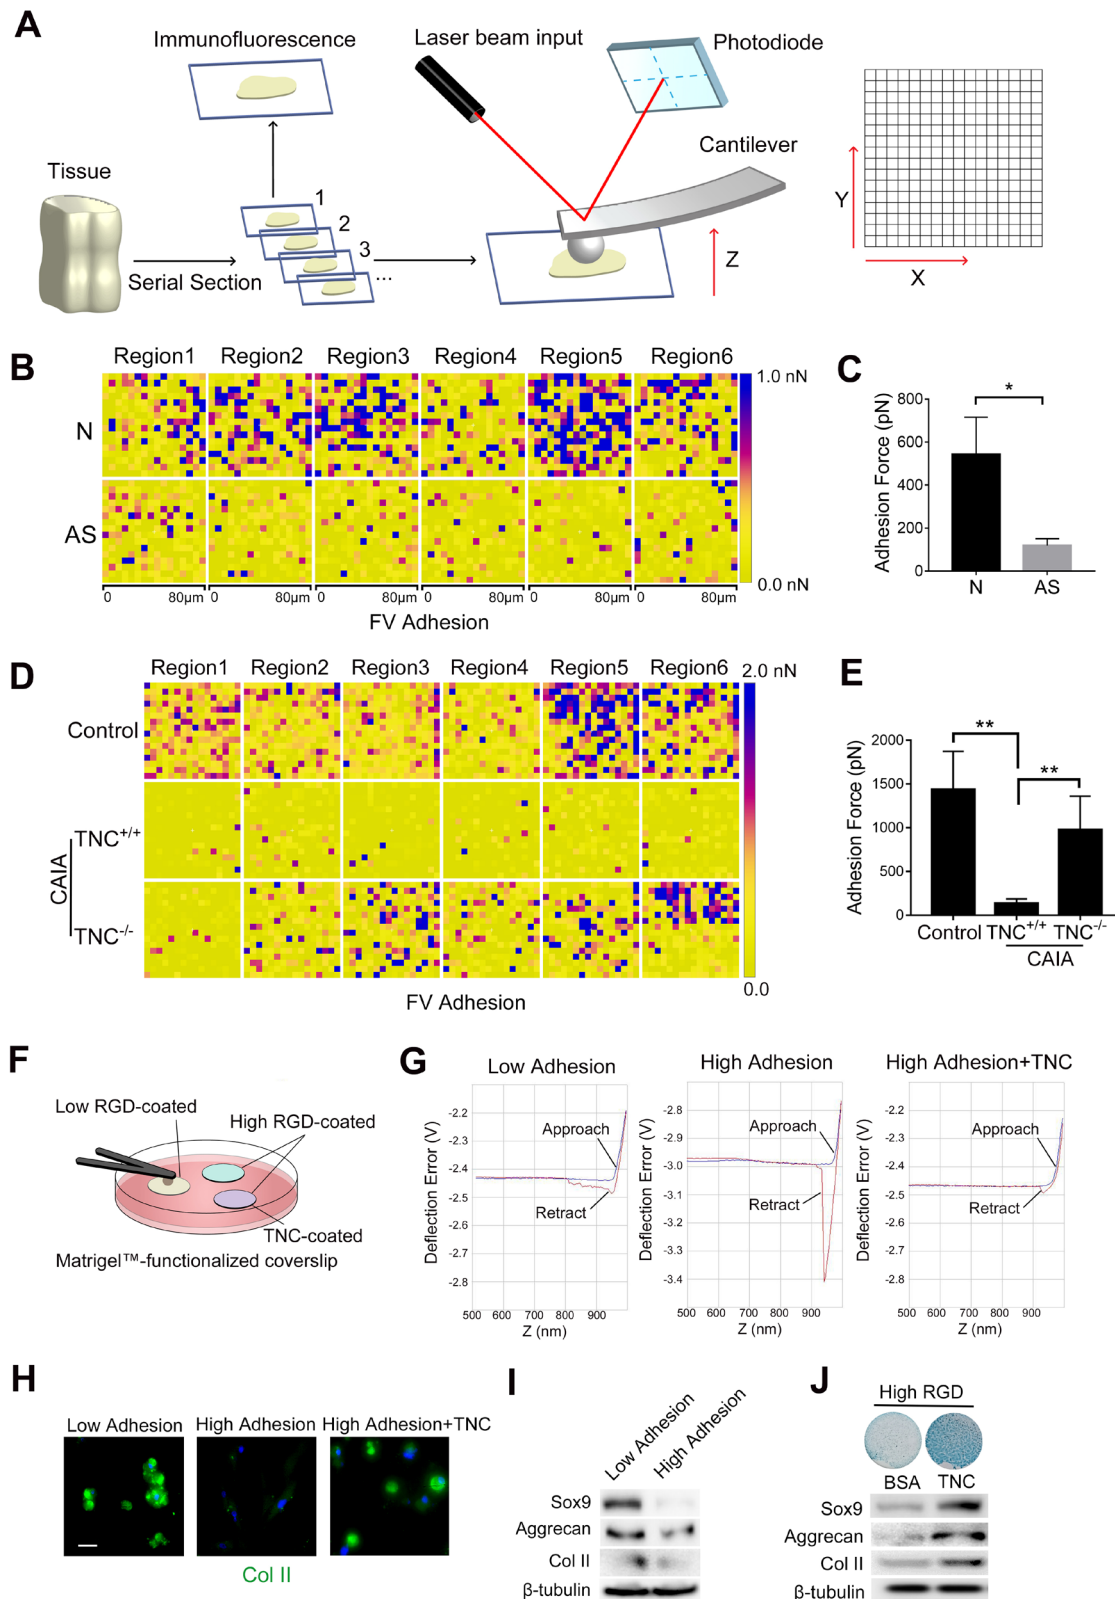 A
Immunofluorescence
Laser beam input
Photodiode
Tissue
Cantilever
1
2
3
...
Serial Section
Z
Y
X
B
Region1 Region2 Region3 Region4 Region5 Region6
N
AS
1.0 nN
0.0 nN
0 80μm 0 80μm 0 80μm 0 80μm 0 80μm 0 80μm
FV Adhesion
C
Adhesion Force (pN)
800
600
400
200
0
*
N AS
D
Region1 Region2 Region3 Region4 Region5 Region6
2.0 nN
Control
CAIA
TNC+/+
TNC-/-
0.0
FV Adhesion
E
Adhesion Force (pN)
2000
1500
1000
500
0
** **
Control TNC+/+ TNC-/-
CAIA
F
Low RGD-coated
High RGD-coated
TNC-coated
Matrigel™-functionalized coverslip
G
Low Adhesion
Deflection Error (V)
-2.2
-2.3
-2.4
-2.5
-2.6
-2.7
-2.8
Approach
Retract
500 600 700 800 900
Z (nm)
High Adhesion
Deflection Error (V)
-2.8
-2.9
-3.0
-3.1
-3.2
-3.3
-3.4
Approach
Retract
500 600 700 800 900
Z (nm)
High Adhesion+TNC
Deflection Error (V)
-2.2
-2.3
-2.4
-2.5
-2.6
-2.7
-2.8
Approach
Retract
500 600 700 800 900
Z (nm)
H
Low Adhesion High Adhesion High Adhesion+TNC
Col II
I
Low Adhesion
High Adhesion
Sox9
Aggrecan
Col II
β-tubulin
J
High RGD
BSA TNC
Sox9
Aggrecan
Col II
β-tubulin